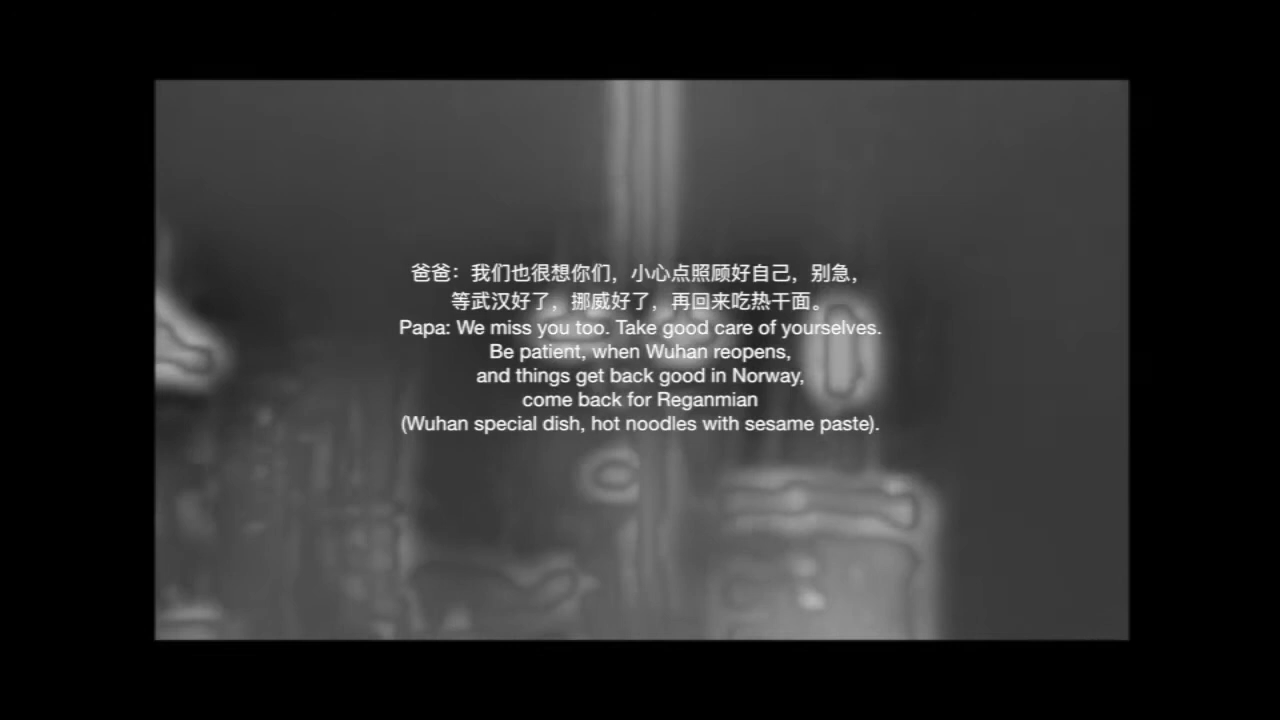 爸爸：我们也很想你们，小心点照顾好自己，别急，
等武汉好了，挪威好了，再回来吃热干面。
Papa: We miss you too. Take good care of yourselves.
Be patient, when Wuhan reopens,
and things get back good in Norway,
come back for Reganmian
(Wuhan special dish, hot noodles with sesame paste).